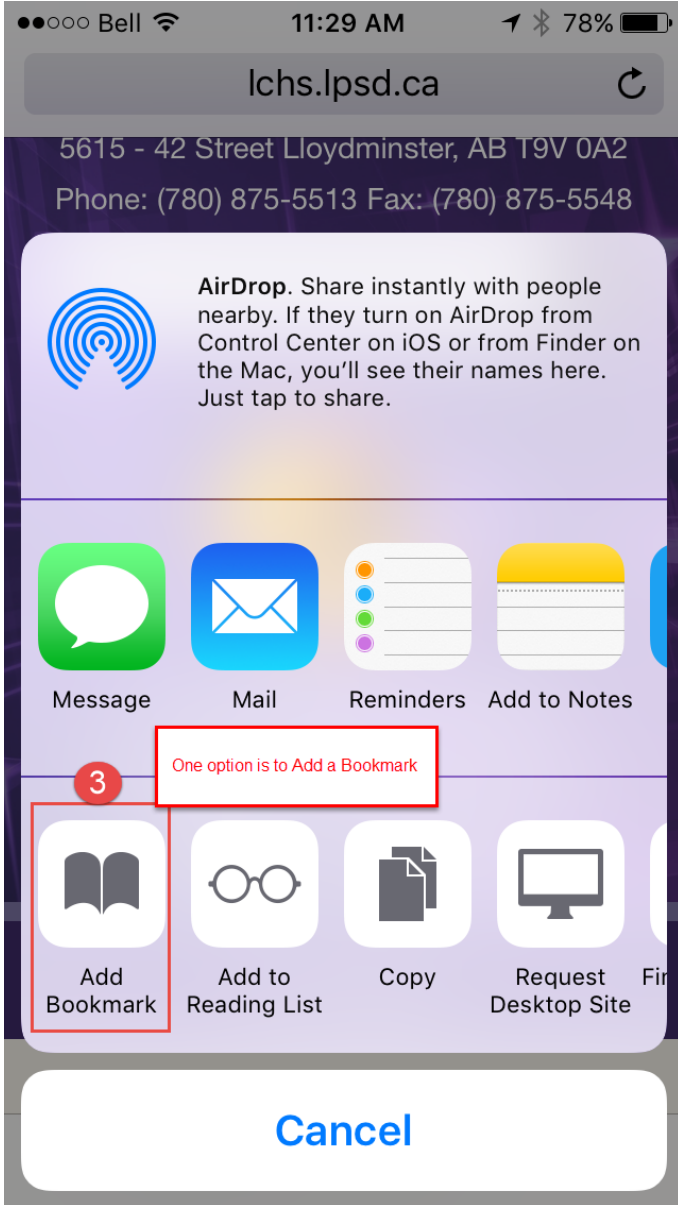 Bell 11:29 AM 78%
lchs.lpsd.ca
5615 - 42 Street Lloydminster, AB T9V 0A2
Phone: (780) 875-5513 Fax: (780) 875-5548
AirDrop. Share instantly with people
nearby. If they turn on AirDrop from
Control Center on iOS or from Finder on
the Mac, you'll see their names here.
Just tap to share.
Message Mail Reminders Add to Notes
One option is to Add a Bookmark
3
Add Bookmark
Add to Reading List
Copy
Request Desktop Site
Cancel